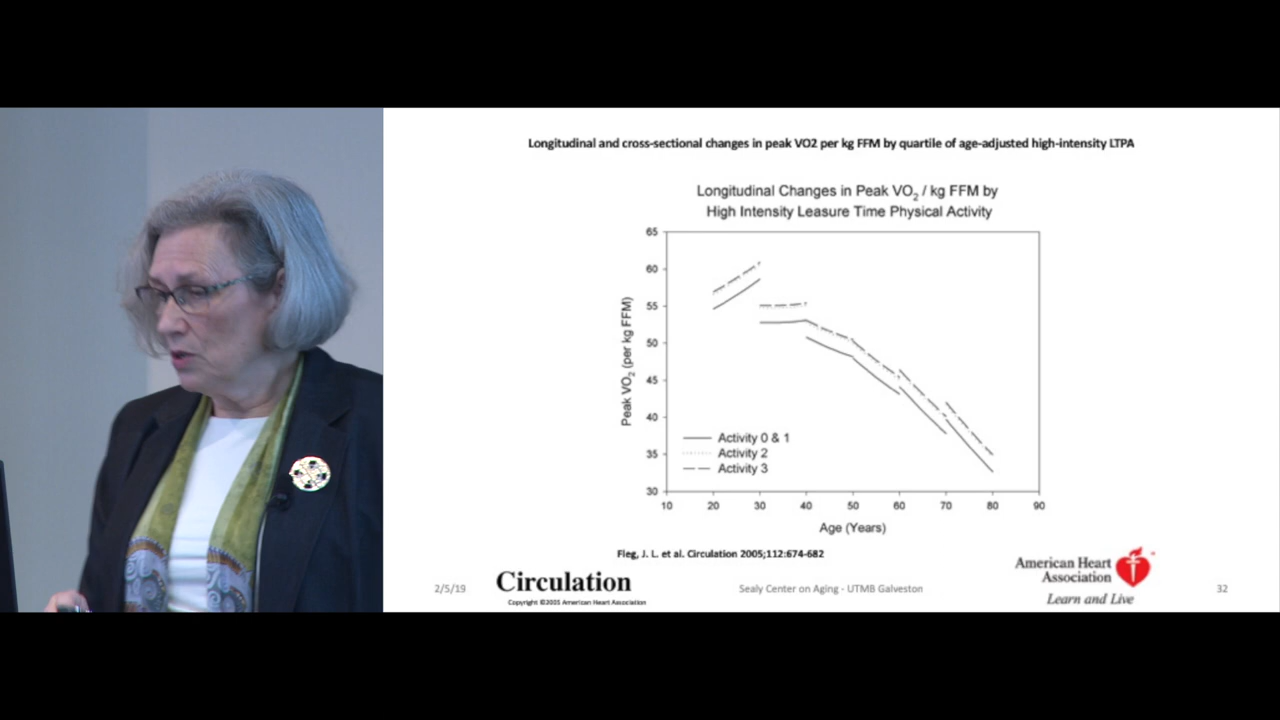 Longitudinal and cross-sectional changes in peak VO2 per kg FFM by quartile of age-adjusted high-intensity LTPA
Longitudinal Changes in Peak VO₂ / kg FFM by
High Intensity Leasure Time Physical Activity
65
60
55
50
45
40
35
30
Peak VO₂ (per kg FFM)
Activity 0 & 1
Activity 2
Activity 3
10 20 30 40 50 60 70 80 90
Age (Years)
Fleg, J. L. et al. Circulation 2005;112:674-682
2/5/19
Circulation
Copyright ©2005 American Heart Association
Sealy Center on Aging - UTMB Galveston
American Heart
Association
Learn and Live
32